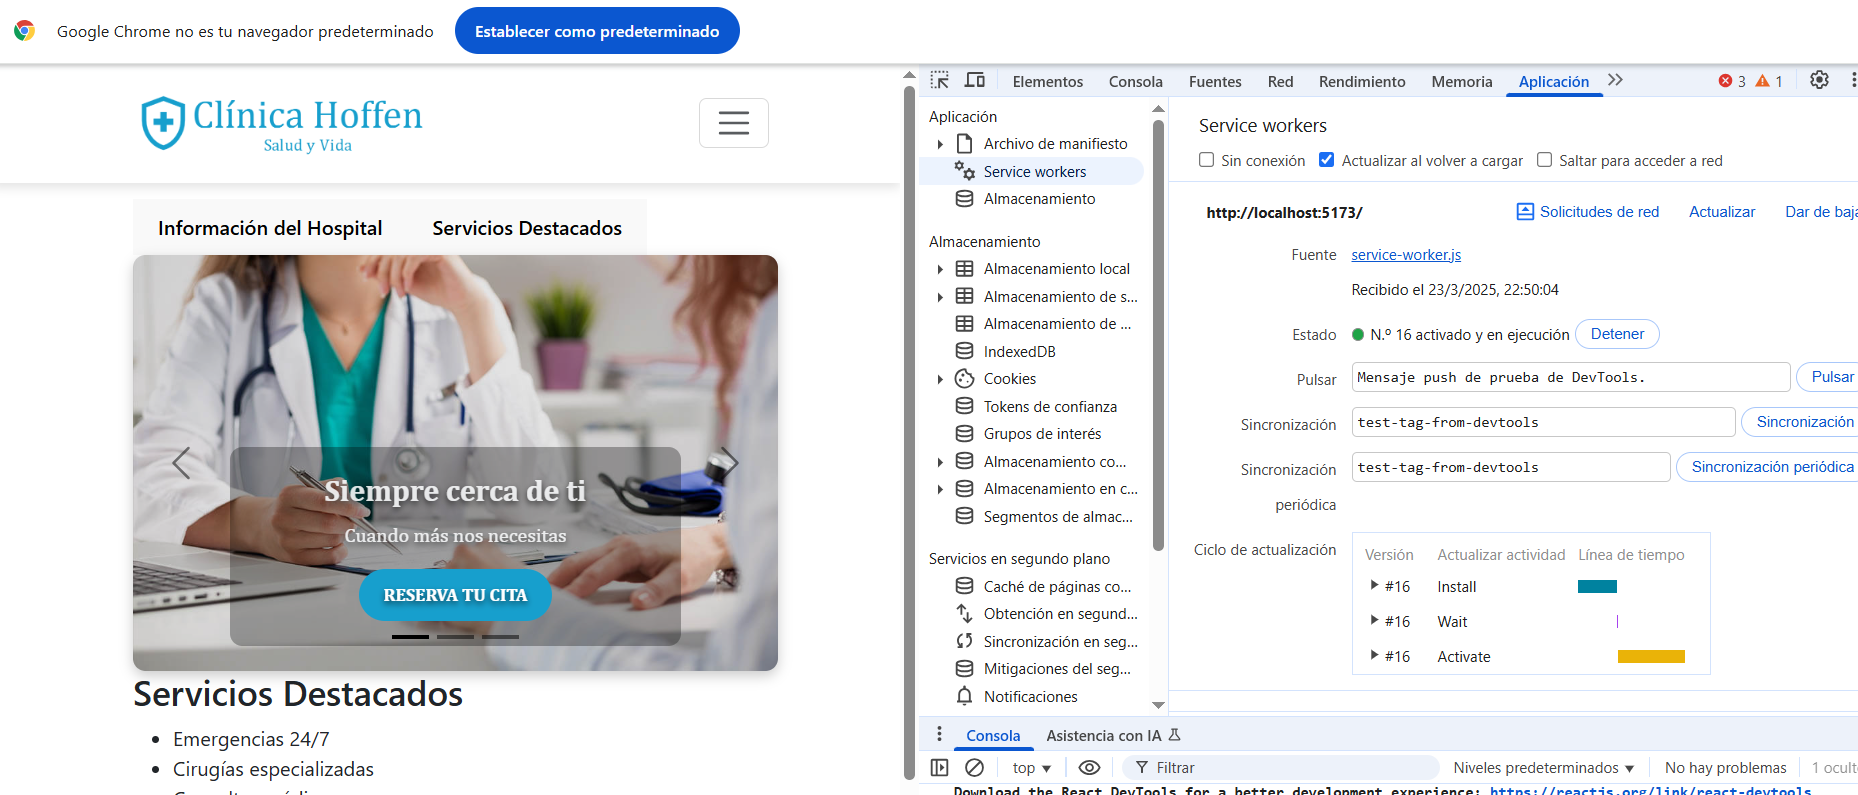 Google Chrome no es tu navegador predeterminado
Establecer como predeterminado
Clínica Hoffen
Salud y Vida
Información del Hospital
Servicios Destacados
Siempre cerca de ti
Cuando más nos necesitas
RESERVA TU CITA
Servicios Destacados
Emergencias 24/7
Cirugías especializadas
Elementos
Consola
Fuentes
Red
Rendimiento
Memoria
Aplicación
3
1
Aplicación
Archivo de manifiesto
Service workers
Almacenamiento
Almacenamiento
Almacenamiento local
Almacenamiento de s...
Almacenamiento de ...
IndexedDB
Cookies
Tokens de confianza
Grupos de interés
Almacenamiento co...
Almacenamiento en c...
Segmentos de almac...
Servicios en segundo plano
Caché de páginas co...
Obtención en segund...
Sincronización en seg...
Mitigaciones del seg...
Notificaciones
Service workers
Sin conexión
Actualizar al volver a cargar
Saltar para acceder a red
http://localhost:5173/
Solicitudes de red
Actualizar
Dar de baja
Fuente
service-worker.js
Recibido el 23/3/2025, 22:50:04
Estado
N.º 16 activado y en ejecución
Detener
Pulsar
Mensaje push de prueba de DevTools.
Pulsar
Sincronización
test-tag-from-devtools
Sincronización
Sincronización periódica
test-tag-from-devtools
Sincronización periódica
Ciclo de actualización
Versión
Actualizar actividad
Línea de tiempo
#16
Install
#16
Wait
#16
Activate
Consola
Asistencia con IA
top
Filtrar
Niveles predeterminados
No hay problemas
1 ocult
Download the React DevTools for a better development experience: https://reactjs.org/link/react-devtools